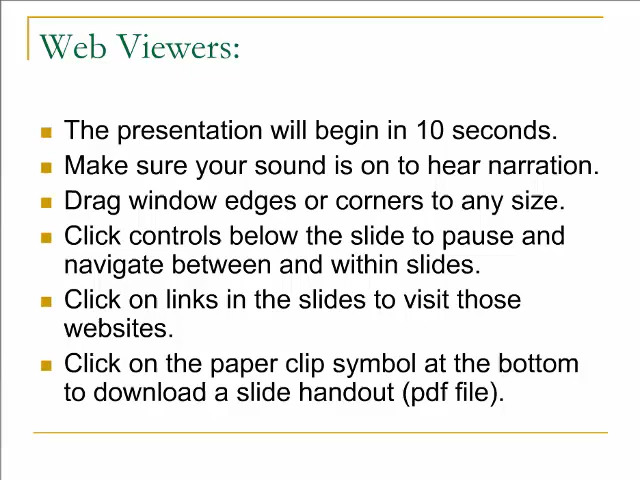 Web Viewers:
The presentation will begin in 10 seconds.
Make sure your sound is on to hear narration.
Drag window edges or corners to any size.
Click controls below the slide to pause and
navigate between and within slides.
Click on links in the slides to visit those
websites.
Click on the paper clip symbol at the bottom
to download a slide handout (pdf file).